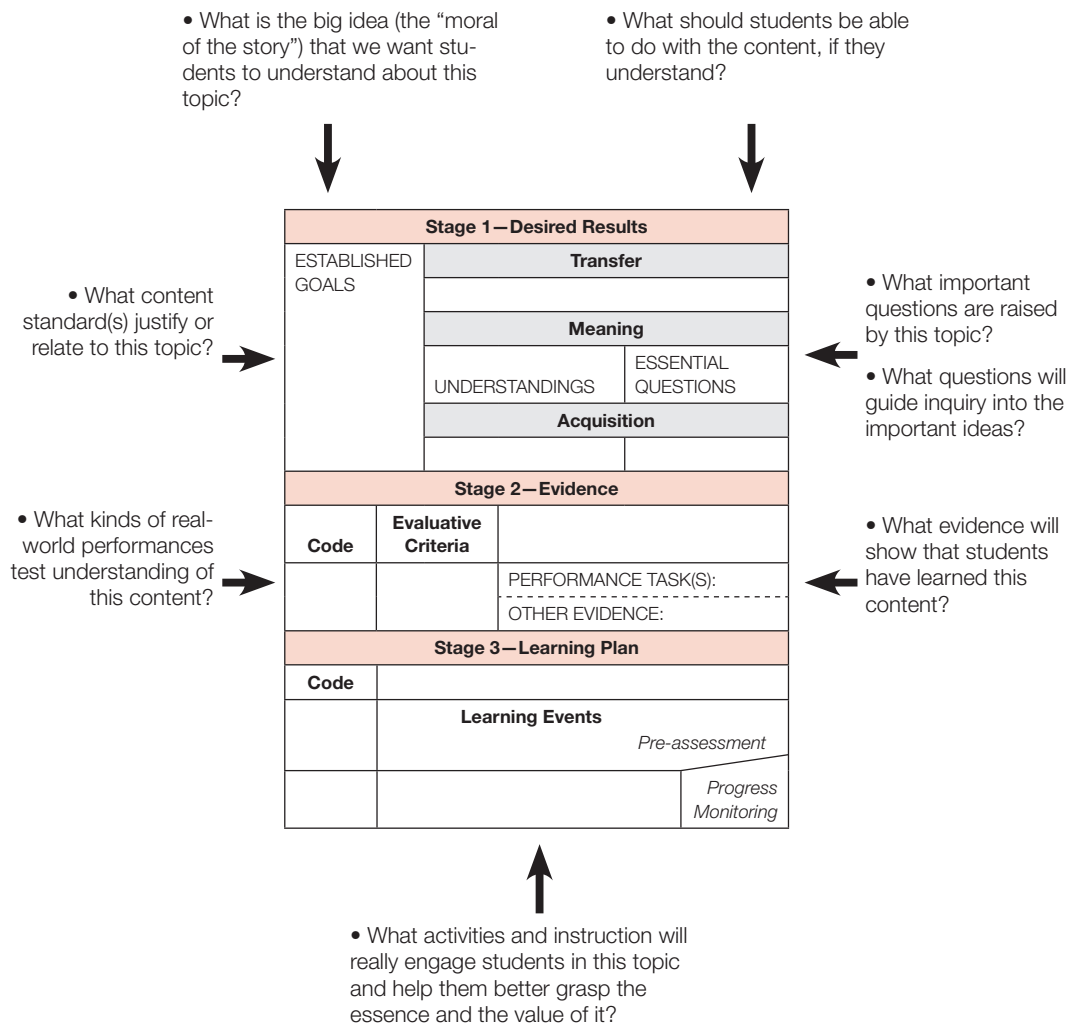 • What is the big idea (the “moral
of the story”) that we want stu-
dents to understand about this
topic?
• What should students be able
to do with the content, if they
understand?
Stage 1—Desired Results
ESTABLISHED
GOALS
Transfer
Meaning
UNDERSTANDINGS
ESSENTIAL
QUESTIONS
Acquisition
• What content
standard(s) justify or
relate to this topic?
• What important
questions are raised
by this topic?
• What questions will
guide inquiry into the
important ideas?
Stage 2—Evidence
Code
Evaluative
Criteria
PERFORMANCE TASK(S):
OTHER EVIDENCE:
• What kinds of real-
world performances
test understanding of
this content?
• What evidence will
show that students
have learned this
content?
Stage 3—Learning Plan
Code
Learning Events
Pre-assessment
Progress
Monitoring
• What activities and instruction will
really engage students in this topic
and help them better grasp the
essence and the value of it?